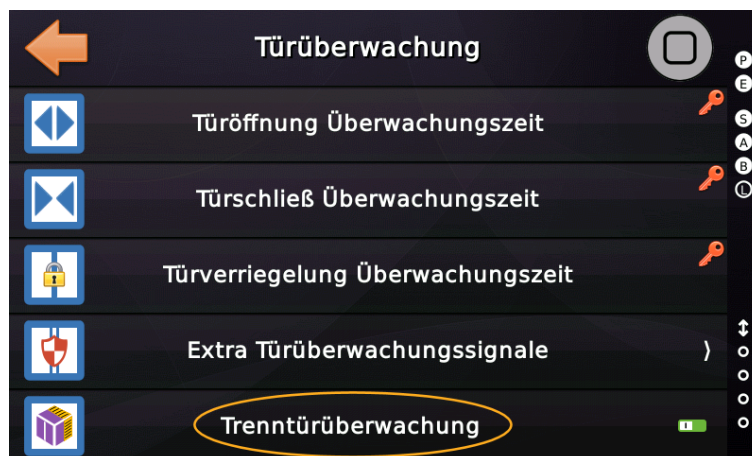 Türüberwachung
P
E
Türöffnung Überwachungszeit
S
A
B
Türschließ Überwachungszeit
L
Türverriegelung Überwachungszeit
Extra Türüberwachungssignale
Trenntürüberwachung